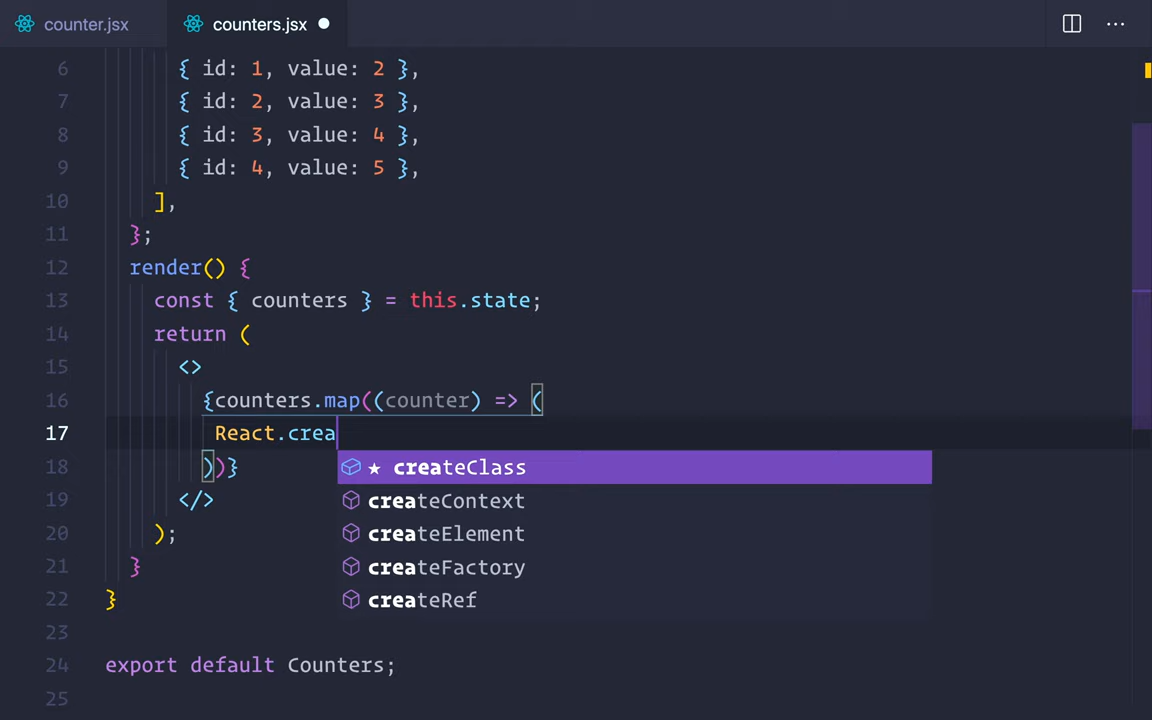 counter.jsx counters.jsx
6 { id: 1, value: 2 },
7 { id: 2, value: 3 },
8 { id: 3, value: 4 },
9 { id: 4, value: 5 },
10 ],
11 };
12 render() {
13 const { counters } = this.state;
14 return (
15 <>
16 {counters.map((counter) => (
17 React.crea
18 ))}
★ createClass
createContext
createElement
createFactory
createRef
19 </>
20 );
21 }
22 }
23
24 export default Counters;
25